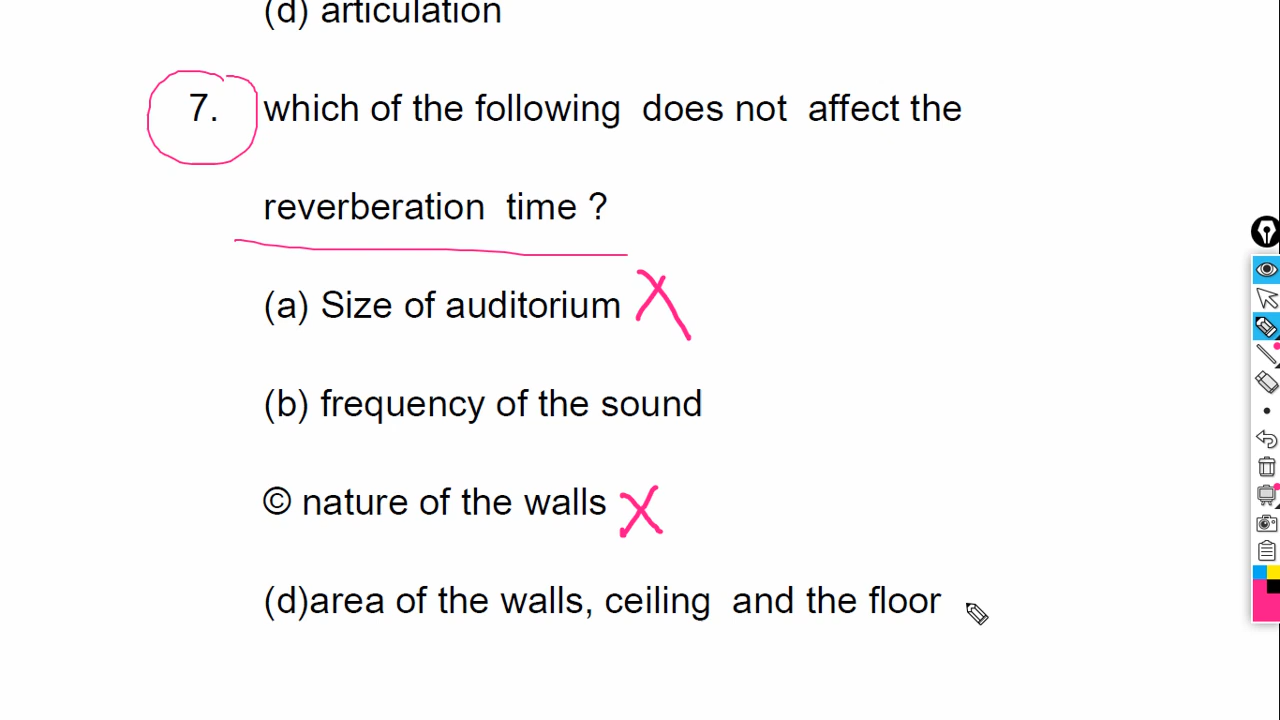 (d) articulation
7. which of the following does not affect the
reverberation time ?
(a) Size of auditorium
(b) frequency of the sound
© nature of the walls
(d)area of the walls, ceiling and the floor